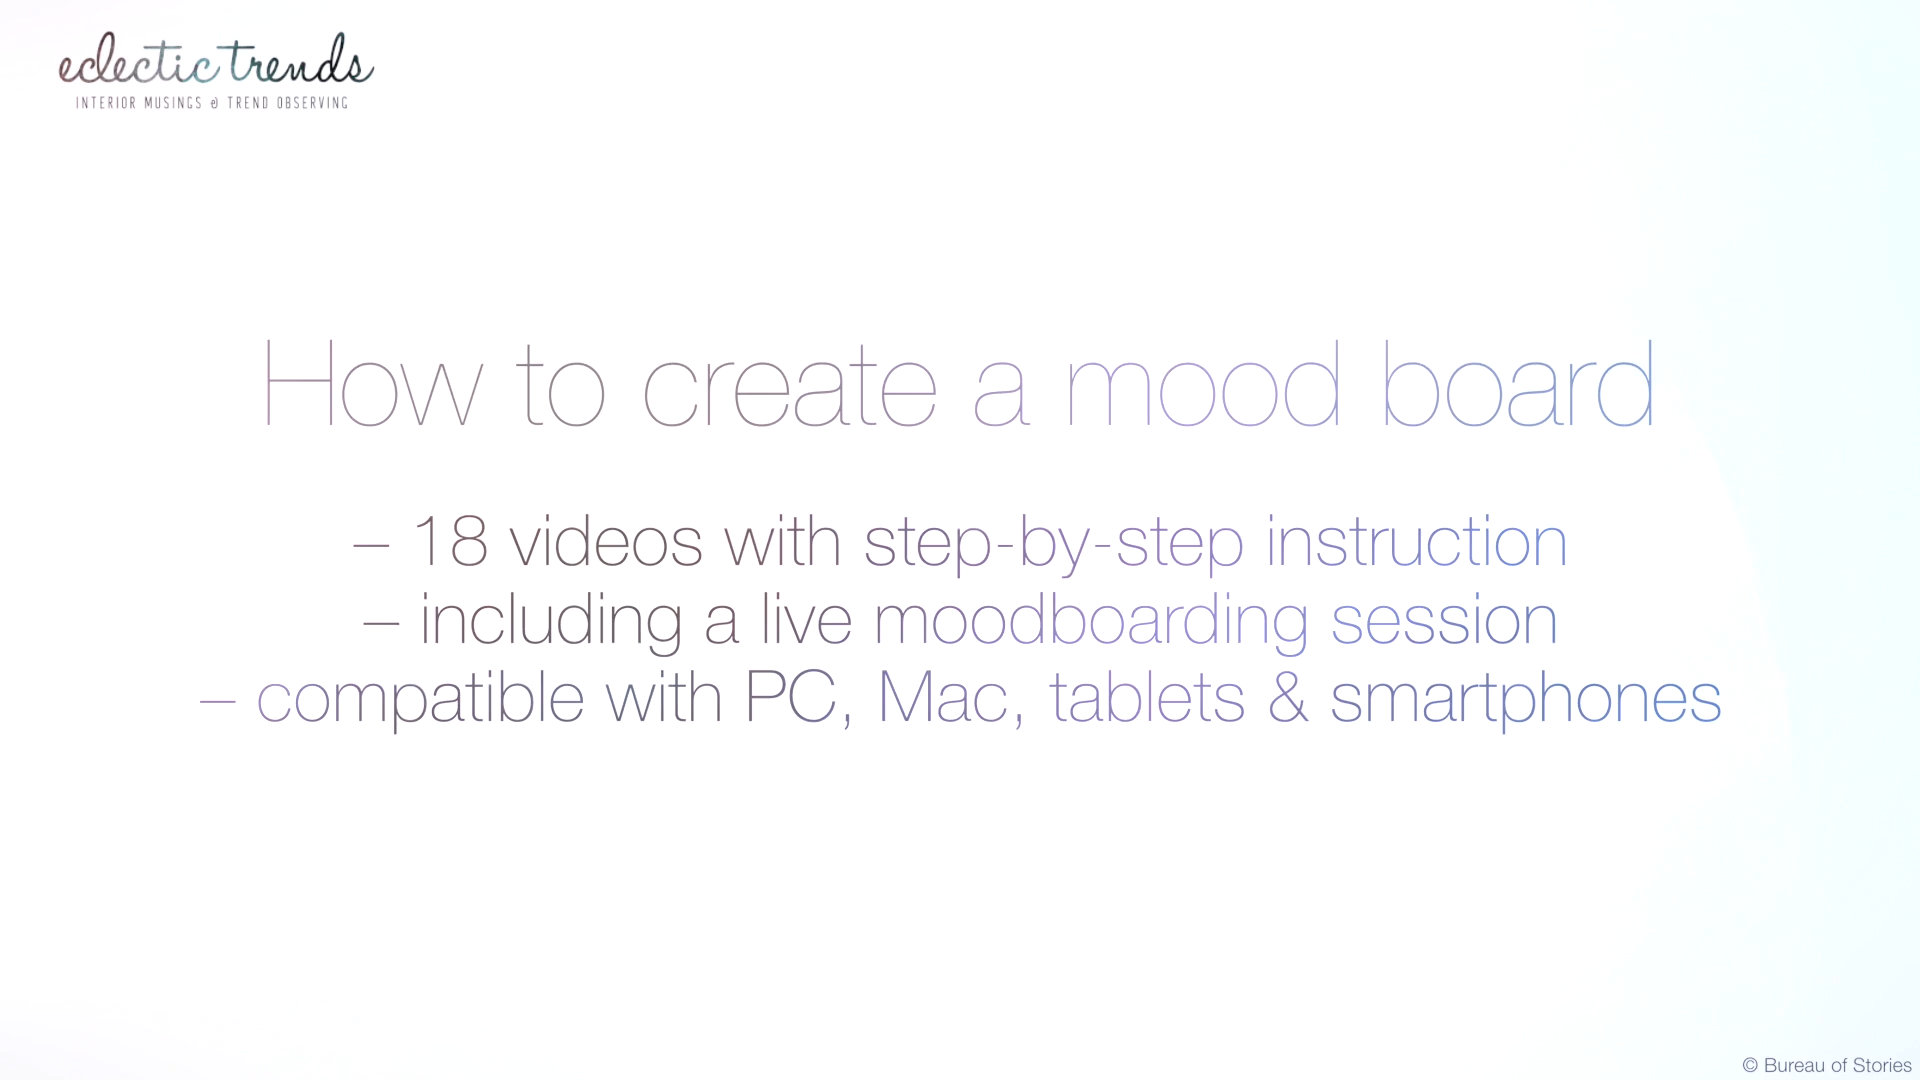 eclectic trends
INTERIOR MUSINGS @ TREND OBSERVING
How to create a mood board
– 18 videos with step-by-step instruction
– including a live moodboarding session
– compatible with PC, Mac, tablets & smartphones
© Bureau of Stories